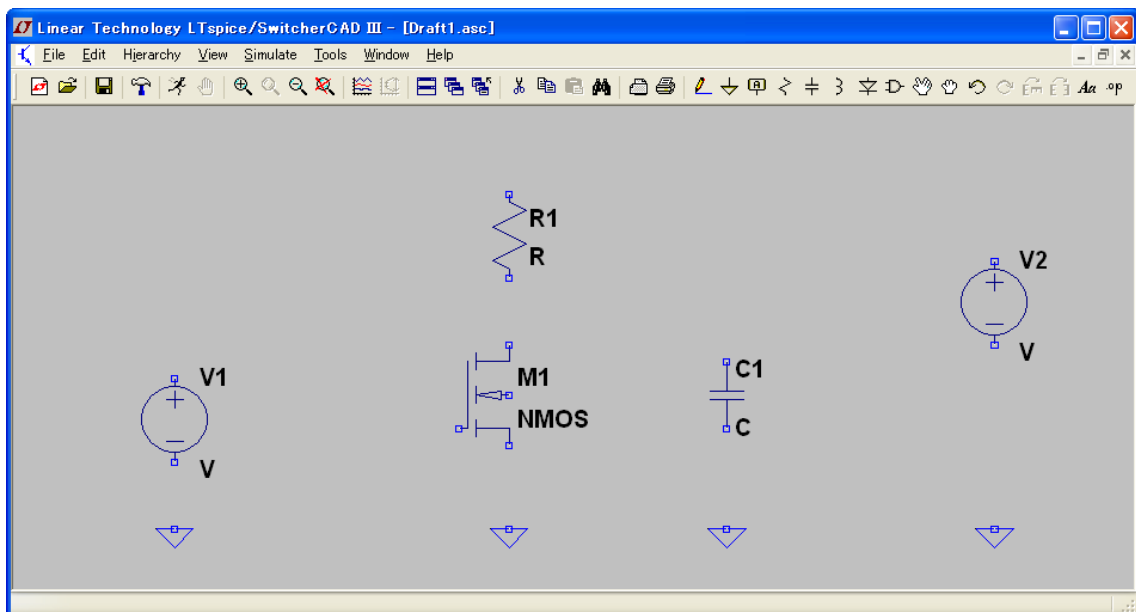 Linear Technology LTspice/SwitcherCAD III - [Draft1.asc]
File Edit Hierarchy View Simulate Tools Window Help
Aa .op
R1
R
V2
V
V1
V
M1
NMOS
C1
C